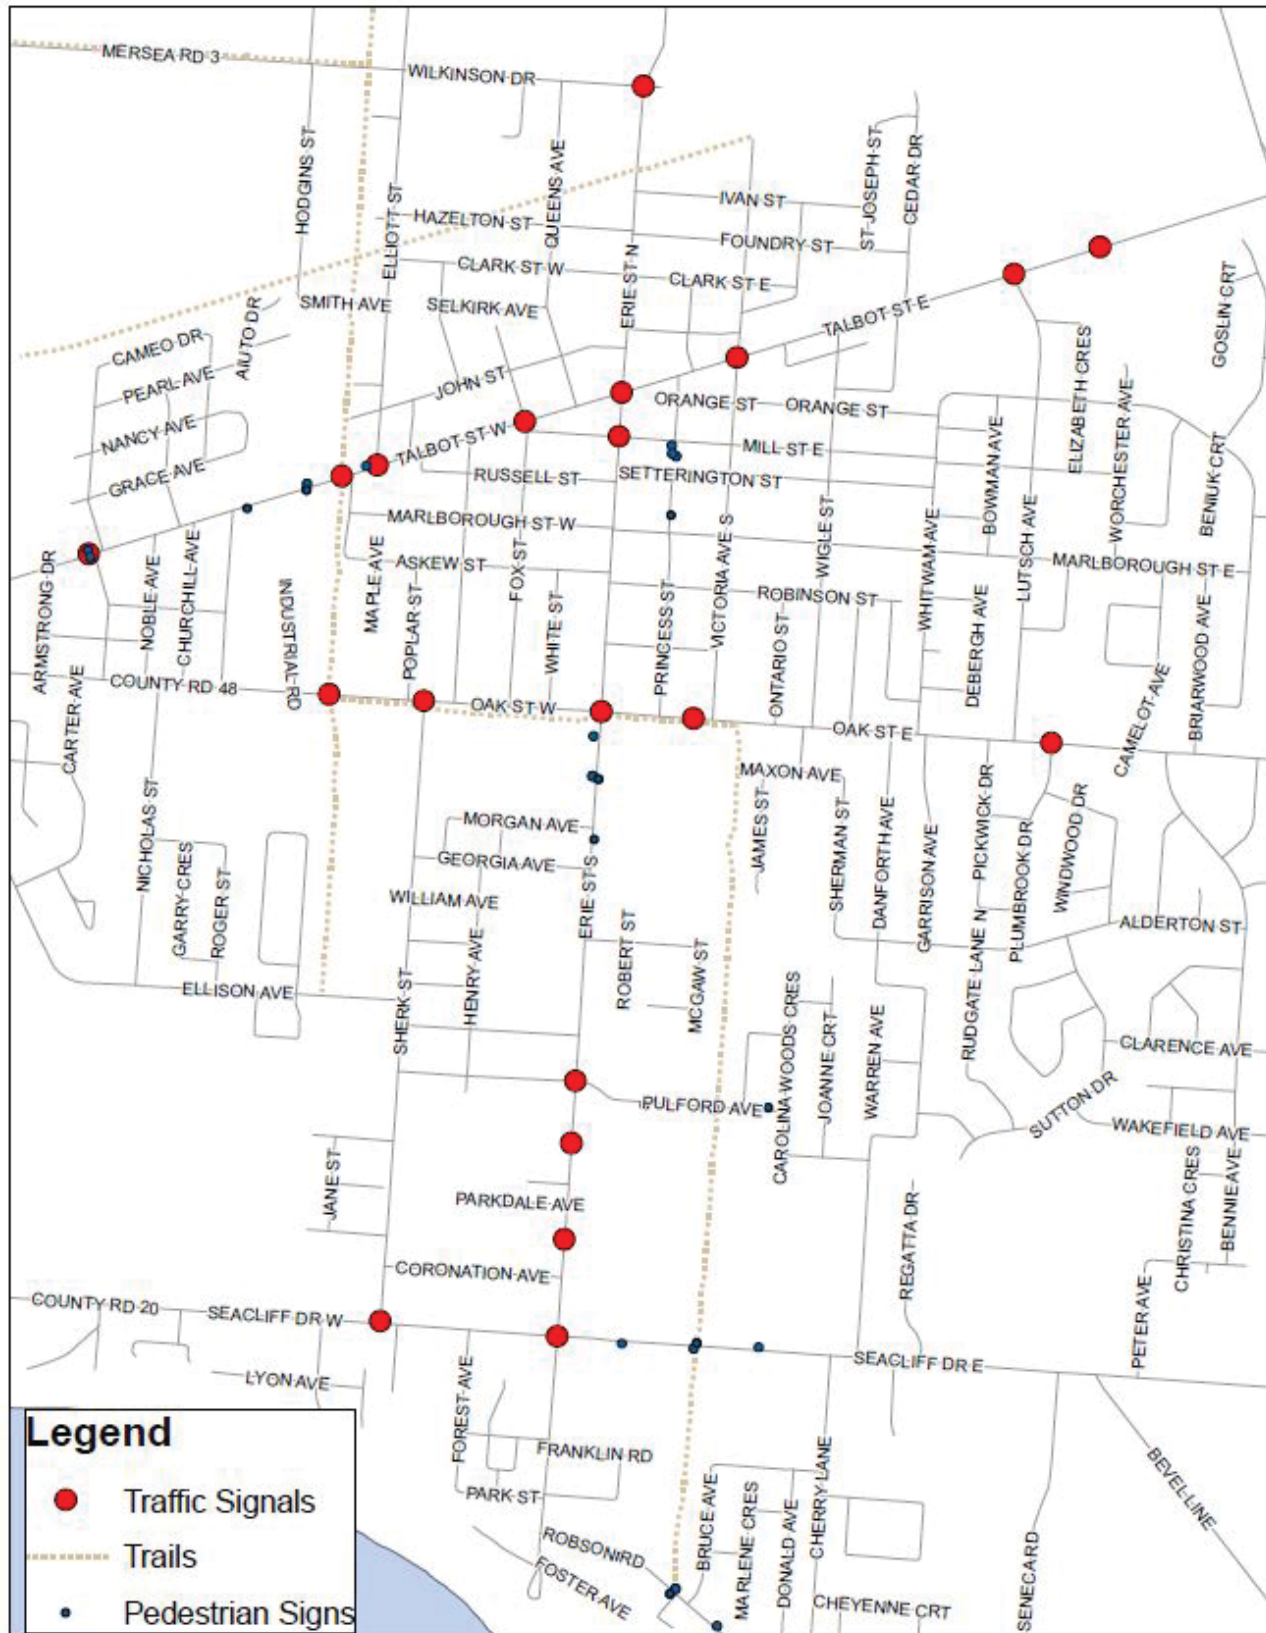 MERSEA RD 3
WILKINSON DR
HODGINS ST
ELLIOTT ST
QUEENS AVE
ERIE ST N
IVAN ST
ST JOSEPH ST
CEDAR DR
HAZELTON ST
FOUNDRY ST
CLARK ST W
CLARK ST E
SMITH AVE
SELKIRK AVE
TALBOT ST E
GOSLIN CRT
CAMEO DR
AIUTO DR
PEARL AVE
JOHN ST
ELIZABETH CRES
NANCY AVE
ORANGE ST
ORANGE ST
WORCHESTER AVE
BOWMAN AVE
TALBOT ST W
MILL ST E
GRACE AVE
RUSSELL ST
SETTERINGTON ST
BENIUK CRT
MARLBOROUGH ST W
MARLBOROUGH ST E
ASKEW ST
ROBINSON ST
ARMSTRONG DR
NOBLE AVE
CHURCHILL AVE
INDUSTRIAL RD
MAPLE AVE
POPLAR ST
FOX ST
WHITE ST
PRINCESS ST
VICTORIA AVE S
ONTARIO ST
WIGLE ST
WHITWAM AVE
DEBERGH AVE
LUTSCH AVE
CAMELOT AVE
BRIARWOOD AVE
COUNTY RD 48
OAK ST W
OAK ST E
CARTER AVE
NICHOLAS ST
MAXON AVE
JAMES ST
SHERMAN ST
DANFORTH AVE
GARRISON AVE
PICKWICK DR
PLUMBROOK DR
WINDWOOD DR
MORGAN AVE
GEORGIA AVE
GARRY CRES
ROGER ST
WILLIAM AVE
ERIE ST S
ALDERTON ST
ROBERT ST
MCGAW ST
RUDGATE LANE N
ELLISON AVE
SHERK ST
HENRY AVE
CAROLINA WOODS CRES
JOANNE CRT
WARREN AVE
CLARENCE AVE
PULFORD AVE
SUTTON DR
WAKEFIELD AVE
JANE ST
PARKDALE AVE
REGATTA DR
CHRISTINA CRES
BENNIE AVE
CORONATION AVE
COUNTY RD 20
SEACLIFF DR W
PETER AVE
SEACLIFF DR E
LYON AVE
FOREST AVE
FRANKLIN RD
PARK ST
BEVEL LINE
ROBSON RD
FOSTER AVE
BRUCE AVE
MARLENE CRES
DONALD AVE
CHERRY LANE
CHEYENNE CRT
SENECA RD
Legend
Traffic Signals
Trails
Pedestrian Signs